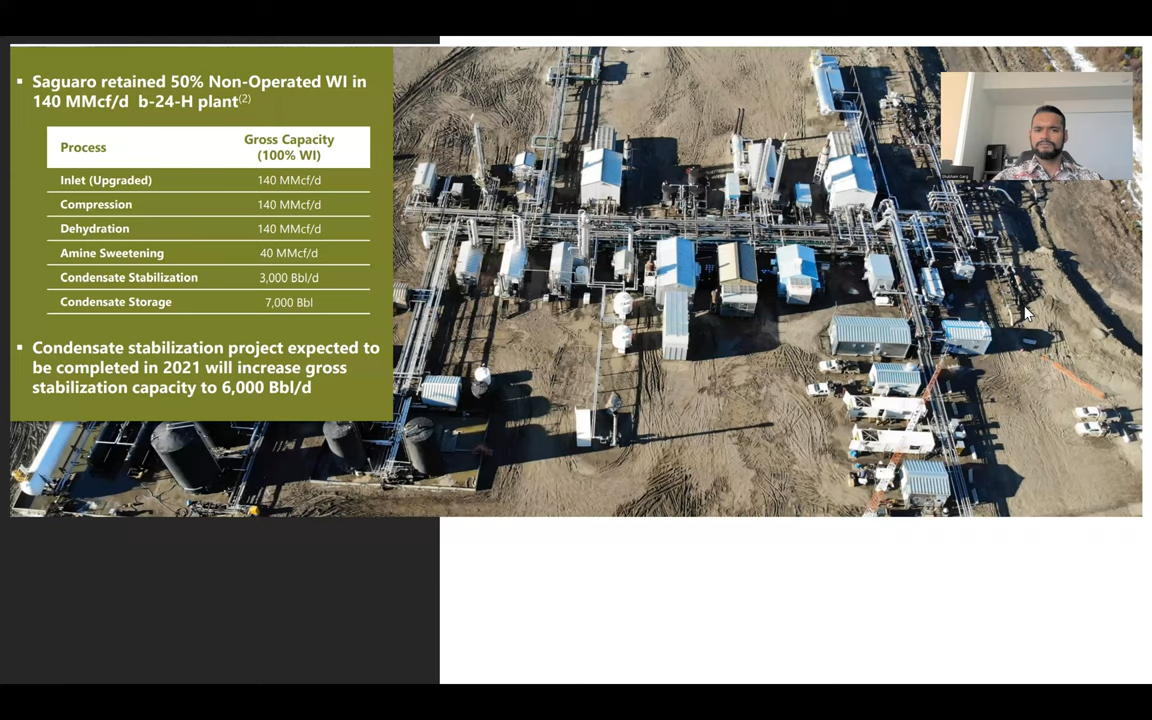 ▪ Saguaro retained 50% Non-Operated WI in
140 MMcf/d b-24-H plant(2)
Process Gross Capacity
(100% WI)
Inlet (Upgraded) 140 MMcf/d
Compression 140 MMcf/d
Dehydration 140 MMcf/d
Amine Sweetening 40 MMcf/d
Condensate Stabilization 3,000 Bbl/d
Condensate Storage 7,000 Bbl
▪ Condensate stabilization project expected to
be completed in 2021 will increase gross
stabilization capacity to 6,000 Bbl/d
Shubham Garg